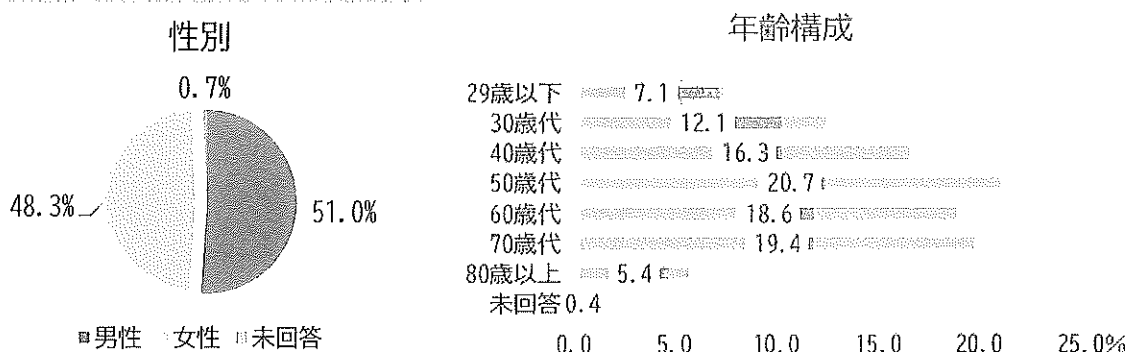 性別
0.7%
48.3%
51.0%
■男性 女性 ■未回答
年齢構成
29歳以下 7.1
30歳代 12.1
40歳代 16.3
50歳代 20.7
60歳代 18.6
70歳代 19.4
80歳以上 5.4
未回答0.4
0.0 5.0 10.0 15.0 20.0 25.0%